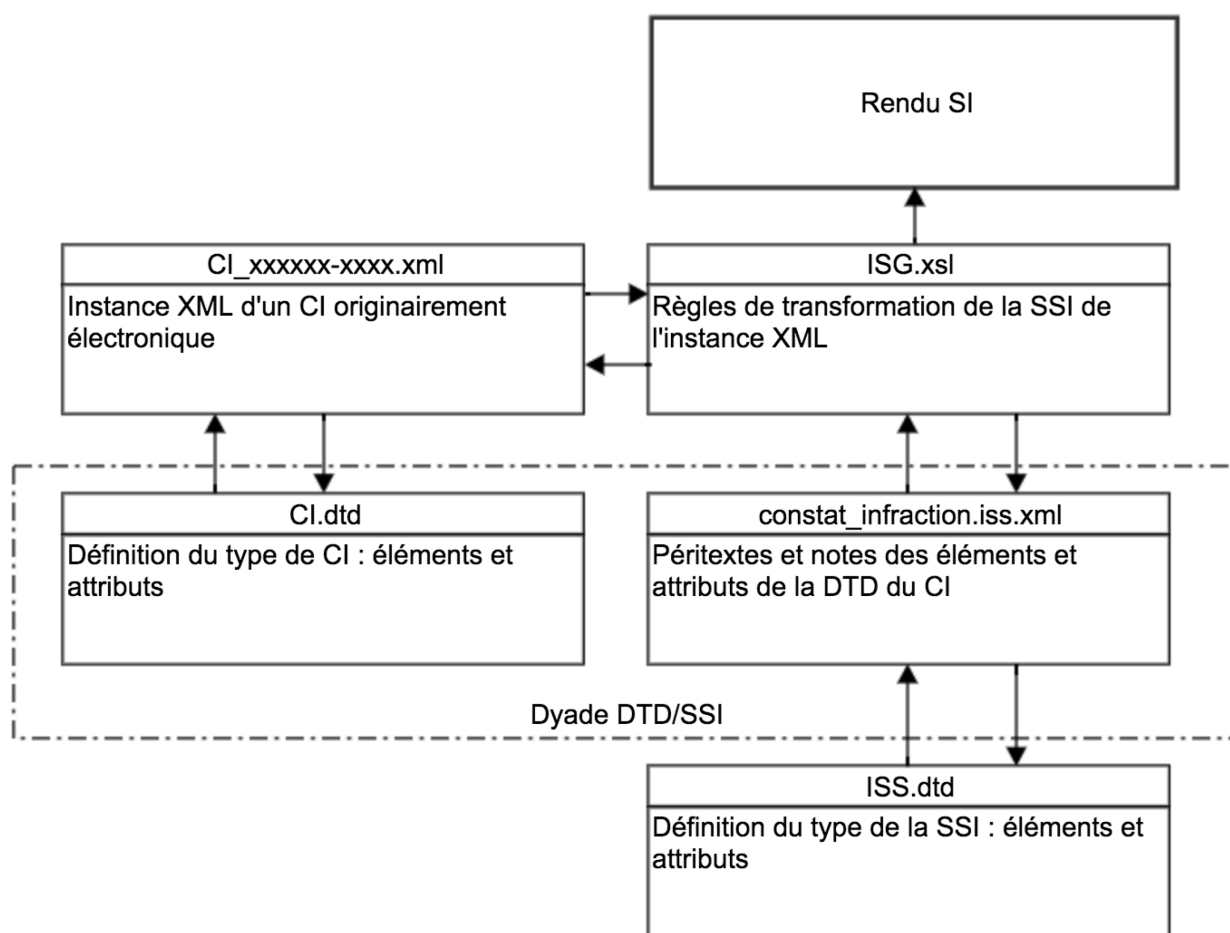 Rendu SI
CI_xxxxxx-xxxx.xml
Instance XML d'un CI originairement
électronique
ISG.xsl
Règles de transformation de la SSI de
l'instance XML
CI.dtd
Définition du type de CI : éléments et
attributs
constat_infraction.iss.xml
Péritextes et notes des éléments et
attributs de la DTD du CI
Dyade DTD/SSI
ISS.dtd
Définition du type de la SSI : éléments et
attributs